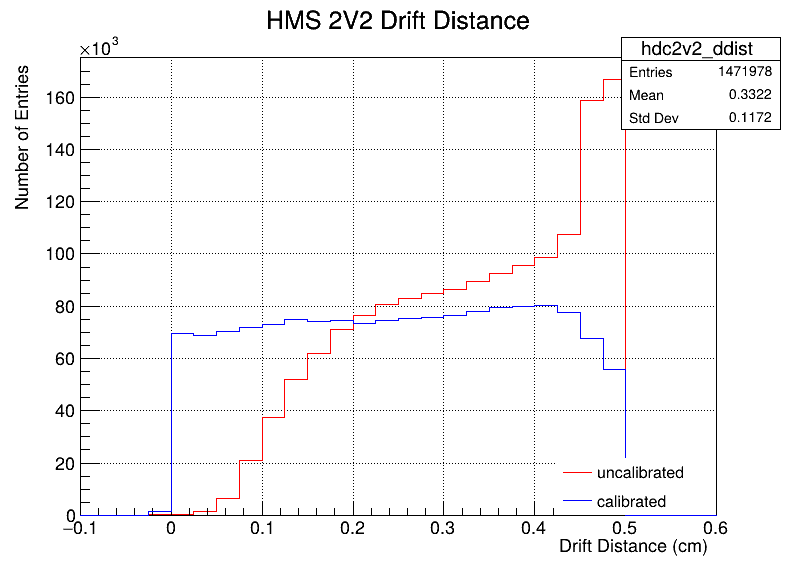 HMS 2V2 Drift Distance
×10³
hdc2v2_ddist
Entries 1471978
Mean 0.3322
Std Dev 0.1172
Number of Entries
160
140
120
100
80
60
40
20
0
uncalibrated
calibrated
−0.1 0 0.1 0.2 0.3 0.4 0.5 0.6
Drift Distance (cm)